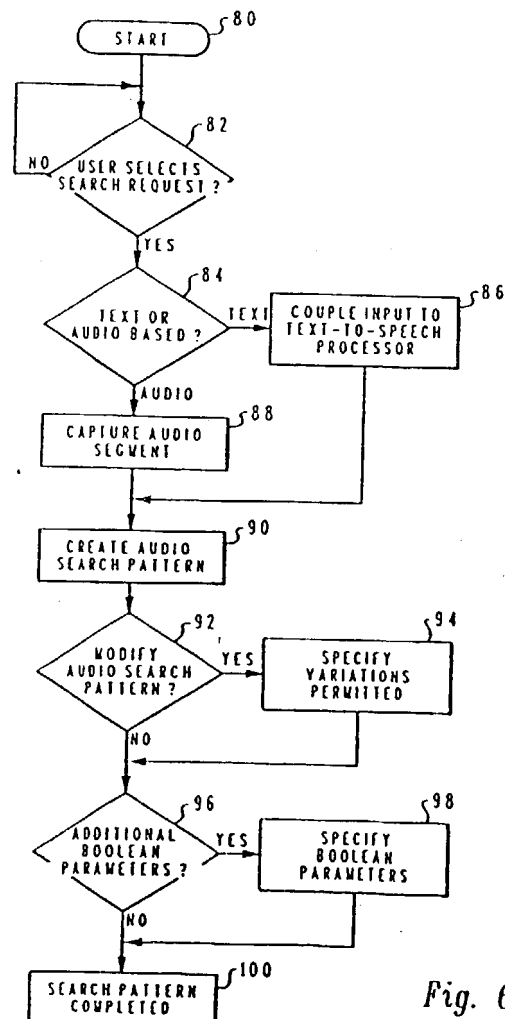 START
80
82
NO
USER SELECTS
SEARCH REQUEST ?
YES
84
TEXT OR
AUDIO BASED ?
TEXT
86
COUPLE INPUT TO
TEXT-TO-SPEECH
PROCESSOR
AUDIO
88
CAPTURE AUDIO
SEGMENT
90
CREATE AUDIO
SEARCH PATTERN
92
MODIFY
AUDIO SEARCH
PATTERN ?
YES
94
SPECIFY
VARIATIONS
PERMITTED
NO
96
ADDITIONAL
BOOLEAN
PARAMETERS ?
YES
98
SPECIFY
BOOLEAN
PARAMETERS
NO
100
SEARCH PATTERN
COMPLETED
Fig. 6